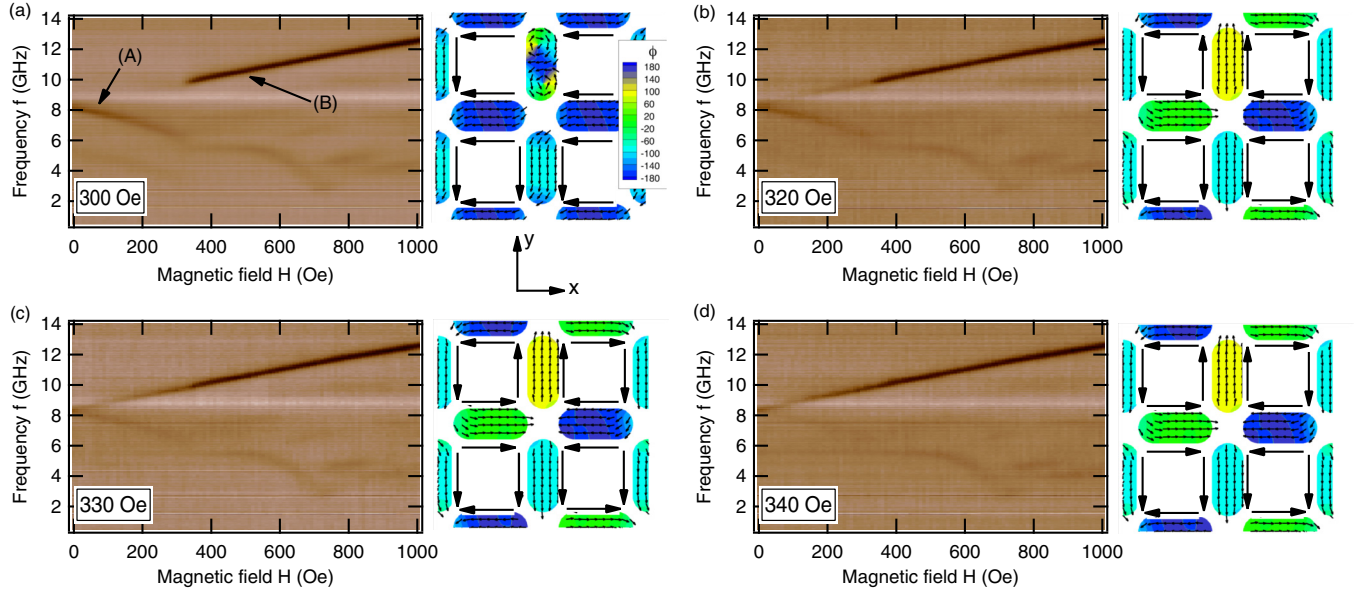 (a)
Frequency f (GHz)
14
12
10
8
6
4
2
(A)
(B)
300 Oe
0 200 400 600 800 1000
Magnetic field H (Oe)
ϕ
180
140
100
60
20
-20
-60
-100
-140
-180
y
x
(b)
Frequency f (GHz)
14
12
10
8
6
4
2
320 Oe
0 200 400 600 800 1000
Magnetic field H (Oe)
(c)
Frequency f (GHz)
14
12
10
8
6
4
2
330 Oe
0 200 400 600 800 1000
Magnetic field H (Oe)
(d)
Frequency f (GHz)
14
12
10
8
6
4
2
340 Oe
0 200 400 600 800 1000
Magnetic field H (Oe)